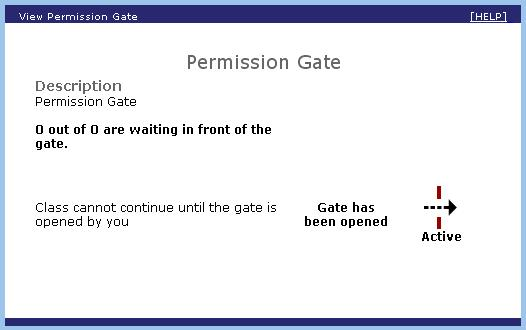 View Permission Gate [HELP]
Permission Gate
Description
Permission Gate
0 out of 0 are waiting in front of the
gate.
Class cannot continue until the gate is
opened by you
Gate has
been opened
Active